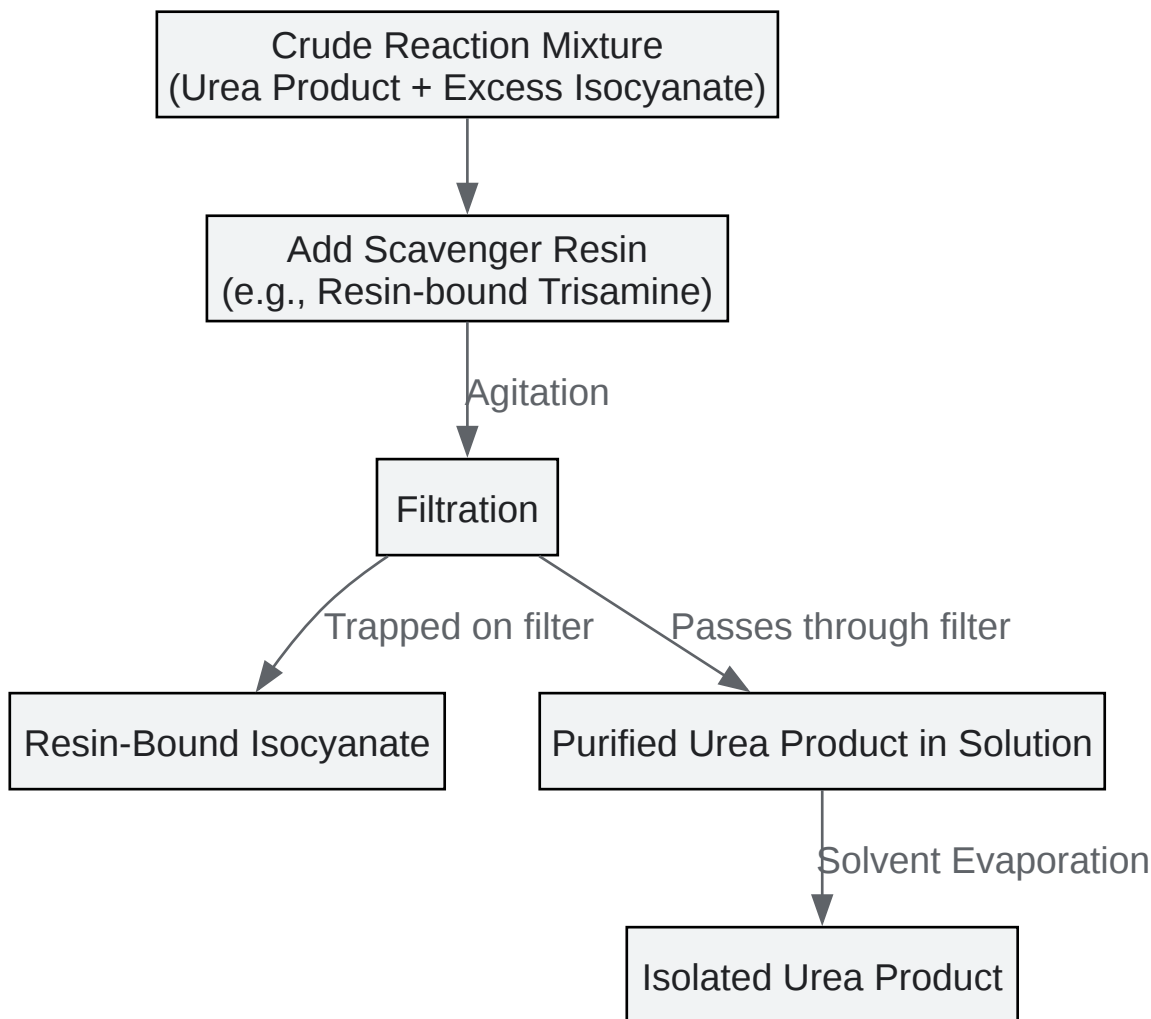 Crude Reaction Mixture
(Urea Product + Excess Isocyanate)
Add Scavenger Resin
(e.g., Resin-bound Trisamine)
Agitation
Filtration
Trapped on filter
Passes through filter
Resin-Bound Isocyanate
Purified Urea Product in Solution
Solvent Evaporation
Isolated Urea Product